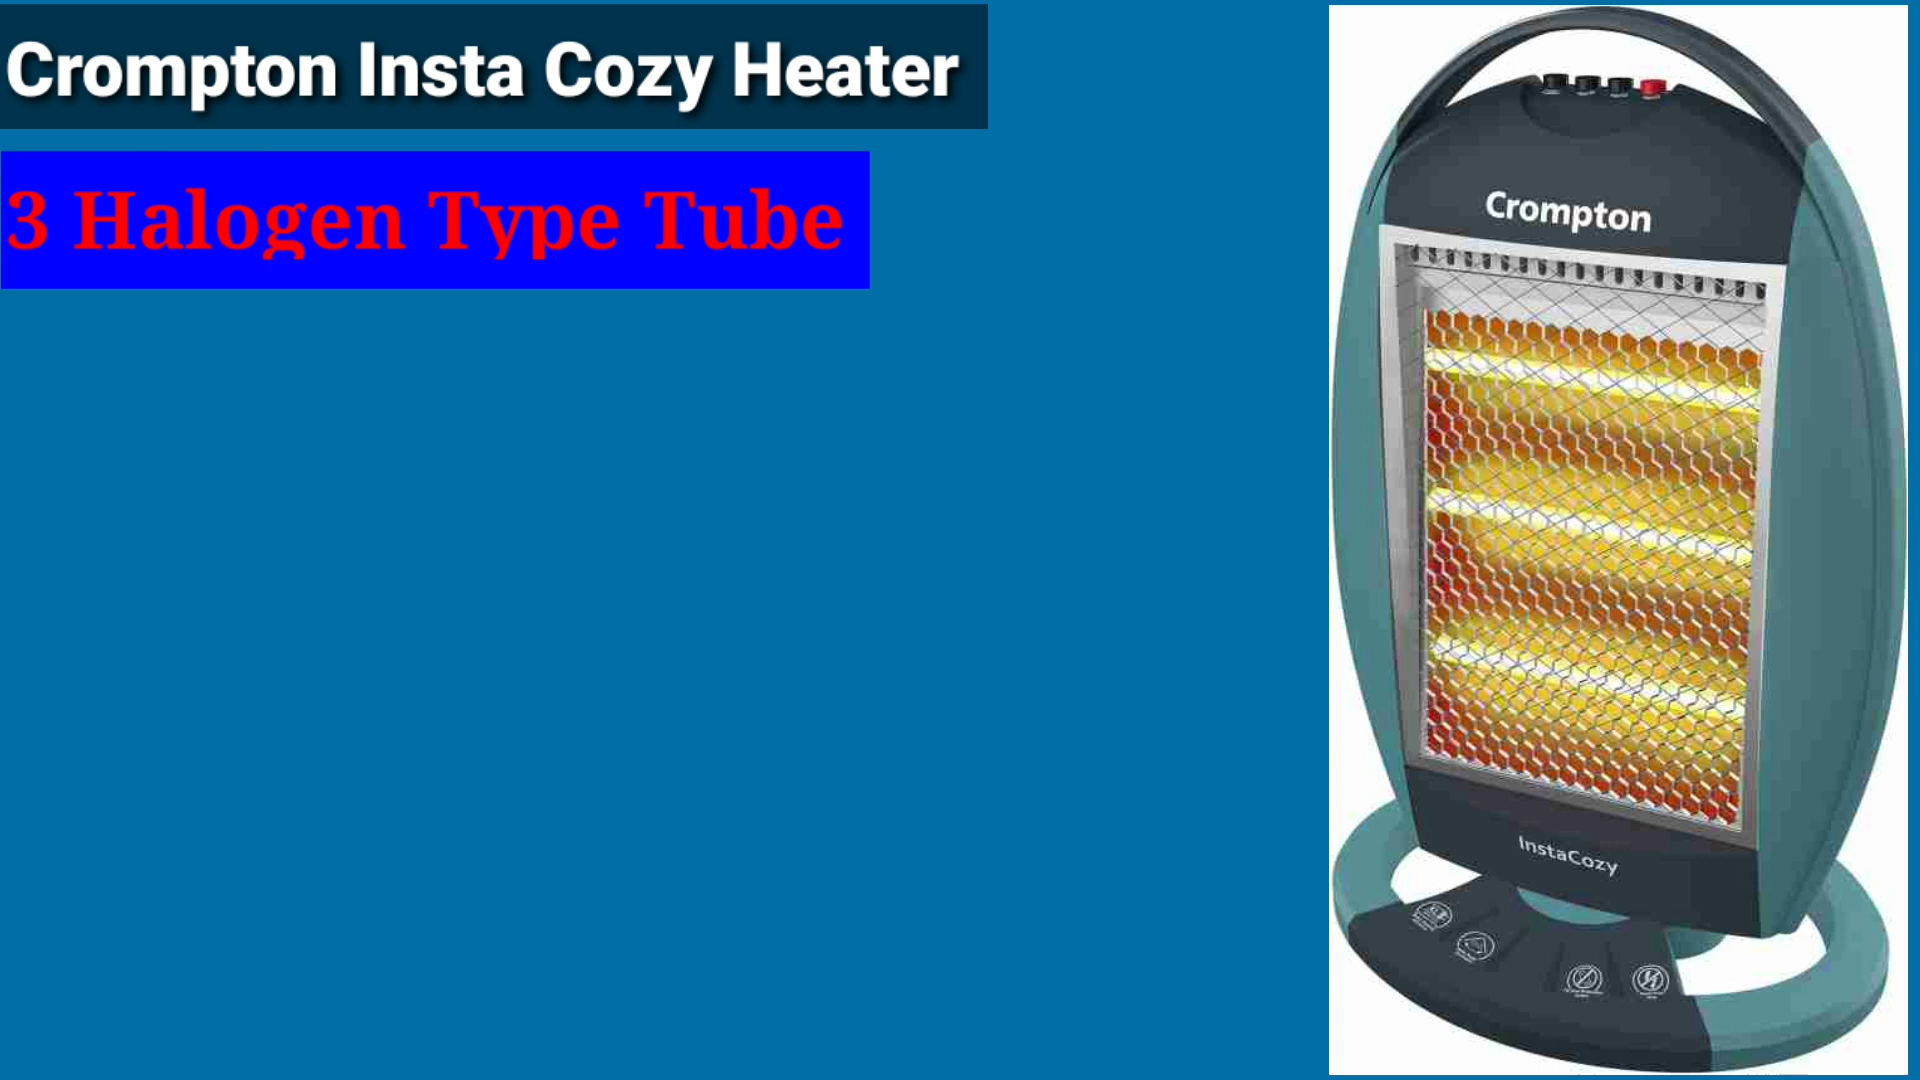 Crompton Insta Cozy Heater
3 Halogen Type Tube
Crompton
InstaCozy